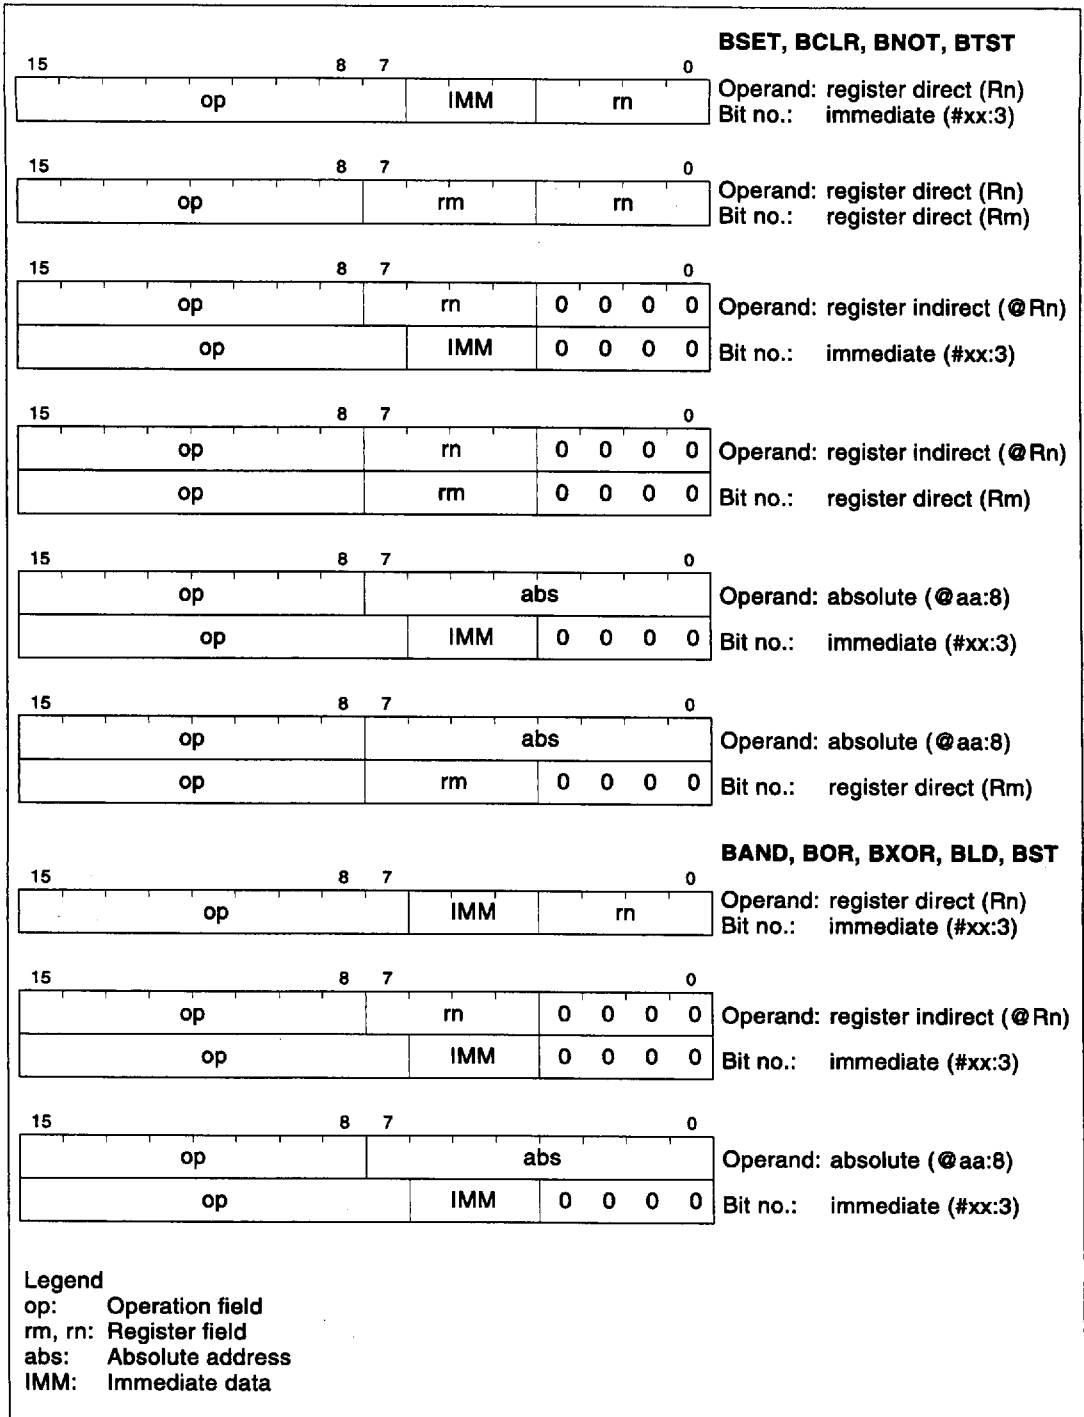 BSET, BCLR, BNOT, BTST
15 8 7 0
op IMM rn
Operand: register direct (Rn)
Bit no.: immediate (#xx:3)
15 8 7 0
op rm rn
Operand: register direct (Rn)
Bit no.: register direct (Rm)
15 8 7 0
op rn 0 0 0 0 Operand: register indirect (@Rn)
op IMM 0 0 0 0 Bit no.: immediate (#xx:3)
15 8 7 0
op rn 0 0 0 0 Operand: register indirect (@Rn)
op rm 0 0 0 0 Bit no.: register direct (Rm)
15 8 7 0
op abs Operand: absolute (@aa:8)
op IMM 0 0 0 0 Bit no.: immediate (#xx:3)
15 8 7 0
op abs Operand: absolute (@aa:8)
op rm 0 0 0 0 Bit no.: register direct (Rm)
BAND, BOR, BXOR, BLD, BST
15 8 7 0
op IMM rn
Operand: register direct (Rn)
Bit no.: immediate (#xx:3)
15 8 7 0
op rn 0 0 0 0 Operand: register indirect (@Rn)
op IMM 0 0 0 0 Bit no.: immediate (#xx:3)
15 8 7 0
op abs Operand: absolute (@aa:8)
op IMM 0 0 0 0 Bit no.: immediate (#xx:3)
Legend
op: Operation field
rm, rn: Register field
abs: Absolute address
IMM: Immediate data